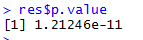 > res$p.value
[1] 1.21246e-11
>